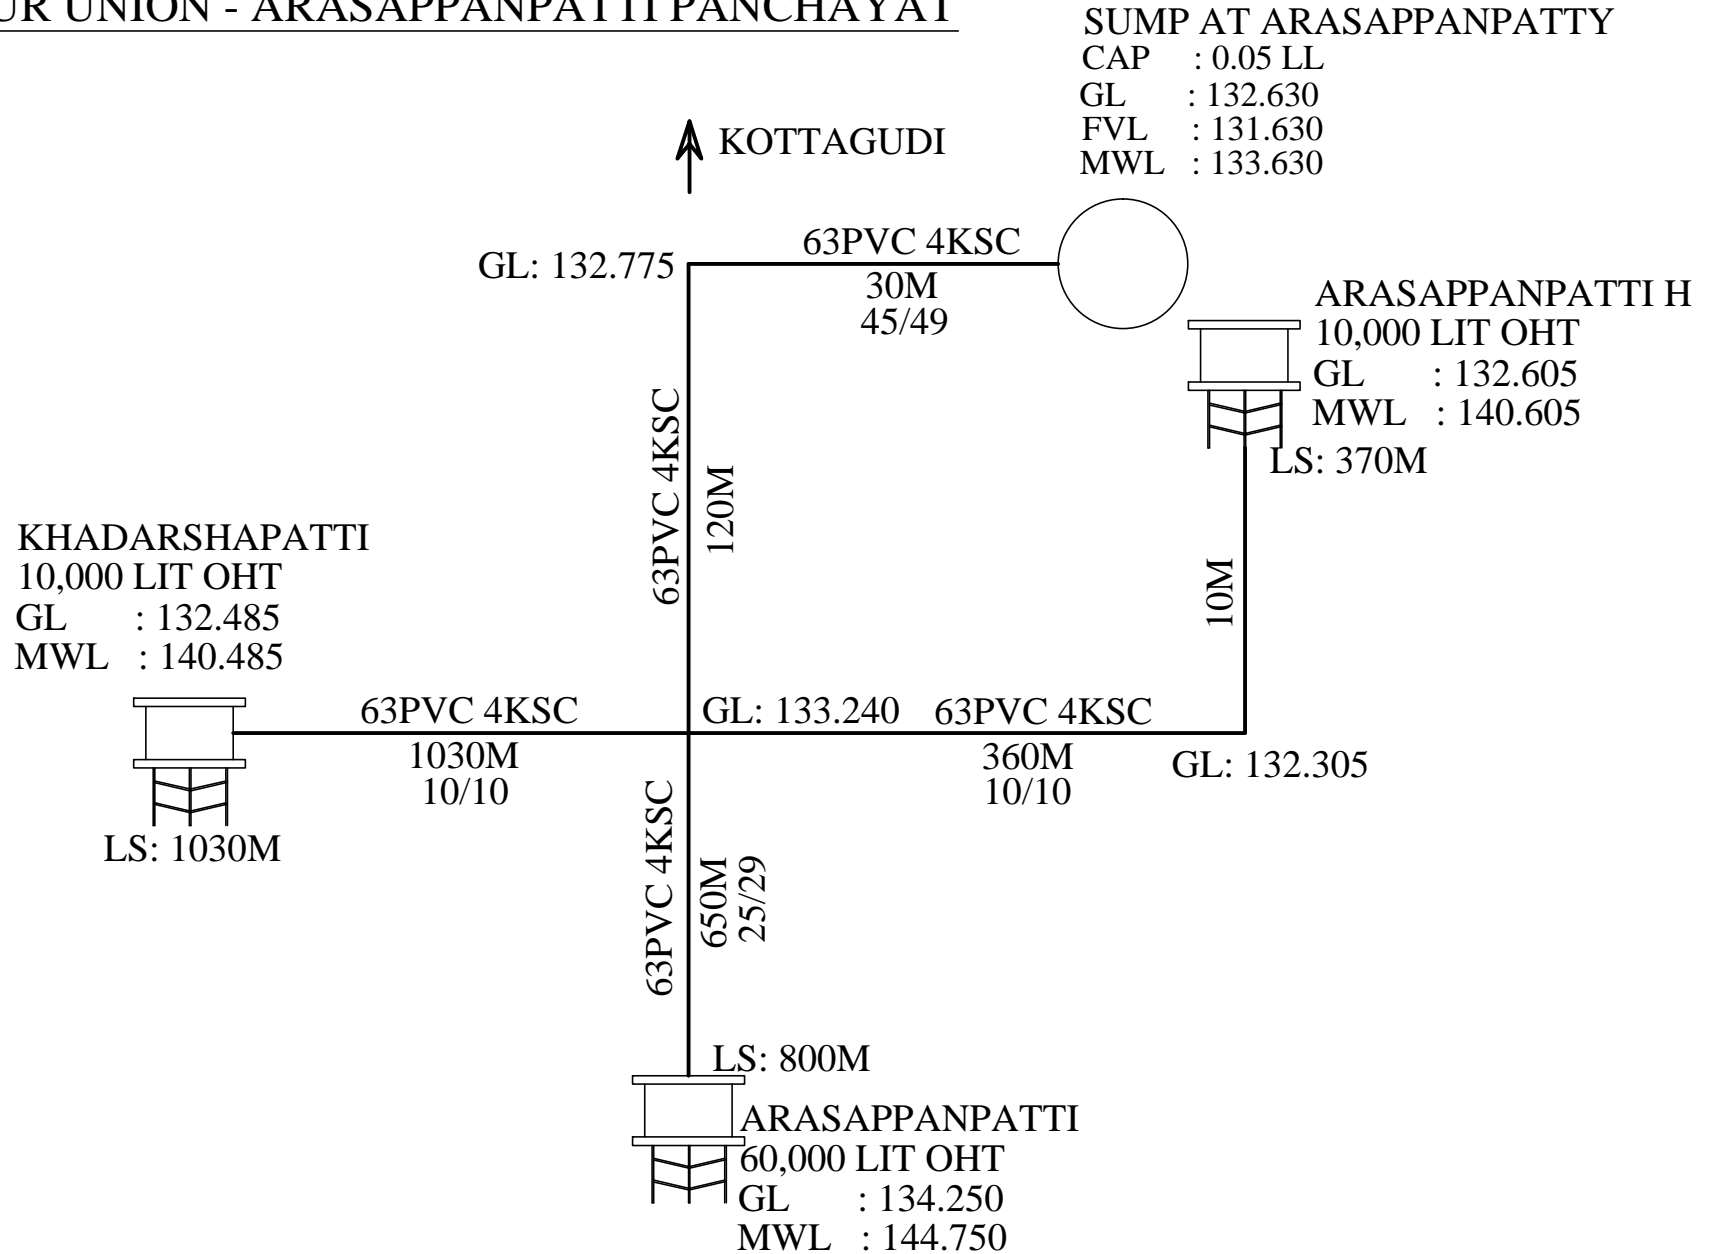 UNION - ARASAPPANPATTI PANCHAYAT
SUMP AT ARASAPPANPATTY
CAP : 0.05 LL
GL : 132.630
FVL : 131.630
MWL : 133.630
KOTTAGUDI
63PVC 4KSC
30M
45/49
GL: 132.775
ARASAPPANPATTI H
10,000 LIT OHT
GL : 132.605
MWL : 140.605
LS: 370M
63PVC 4KSC
120M
10M
KHADARSHAPATTI
10,000 LIT OHT
GL : 132.485
MWL : 140.485
LS: 1030M
63PVC 4KSC
1030M
10/10
GL: 133.240
63PVC 4KSC
360M
10/10
GL: 132.305
63PVC 4KSC
650M
25/29
LS: 800M
ARASAPPANPATTI
60,000 LIT OHT
GL : 134.250
MWL : 144.750